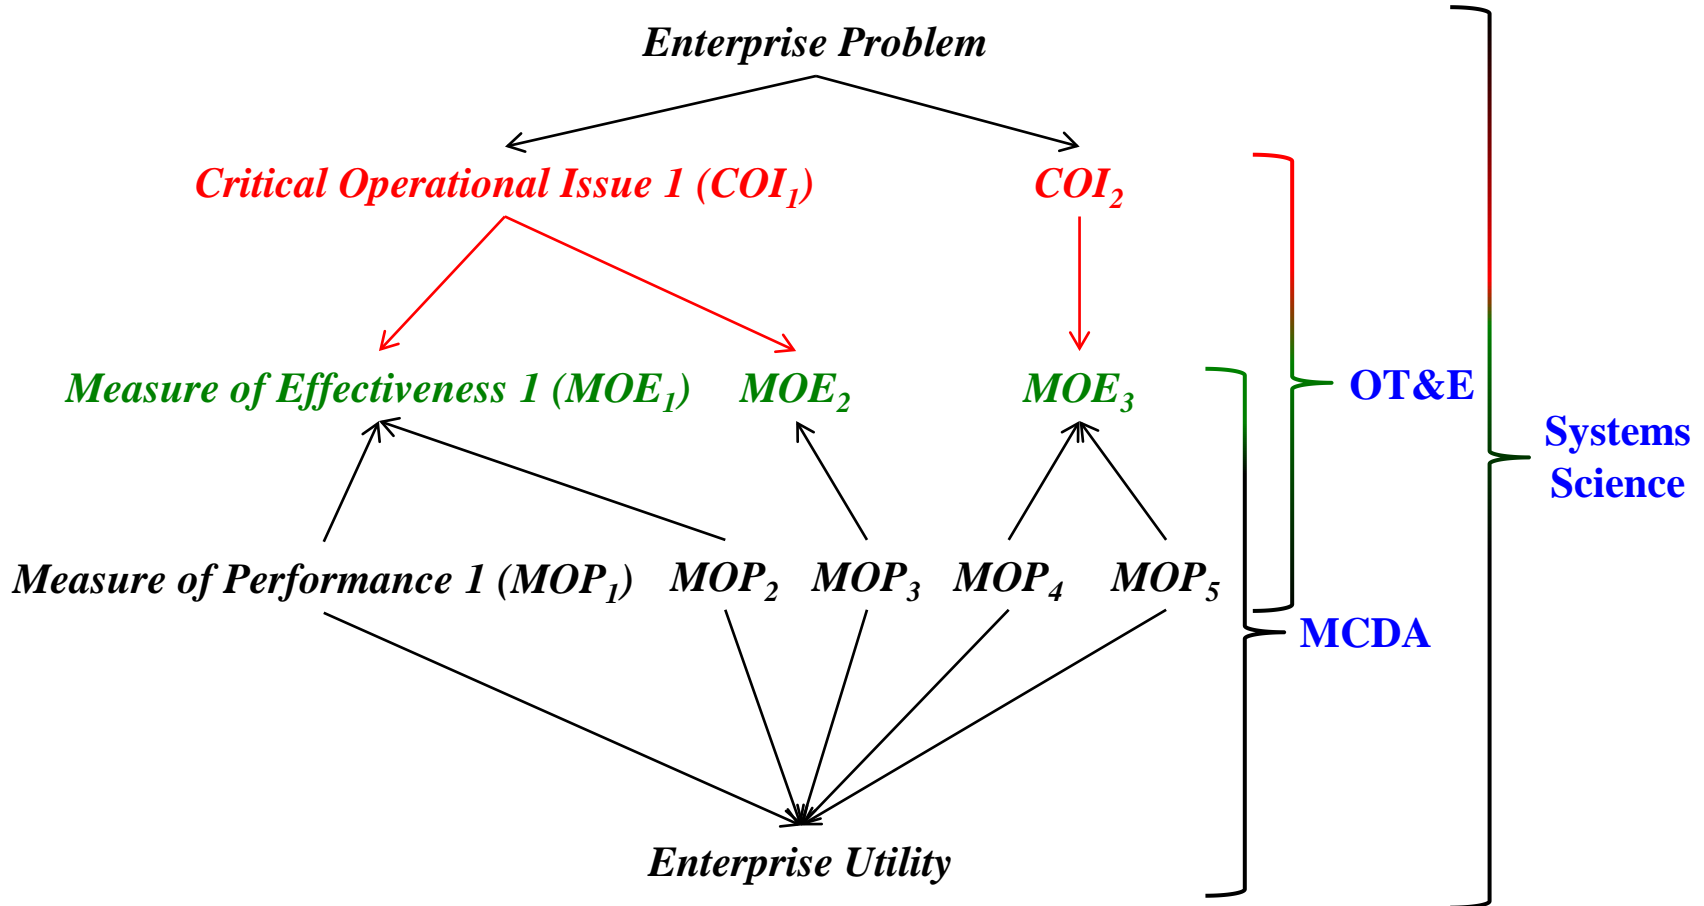 Enterprise Problem
Critical Operational Issue 1 (COI₁) COI₂
Measure of Effectiveness 1 (MOE₁) MOE₂ MOE₃
OT&E
Systems
Science
Measure of Performance 1 (MOP₁) MOP₂ MOP₃ MOP₄ MOP₅
MCDA
Enterprise Utility